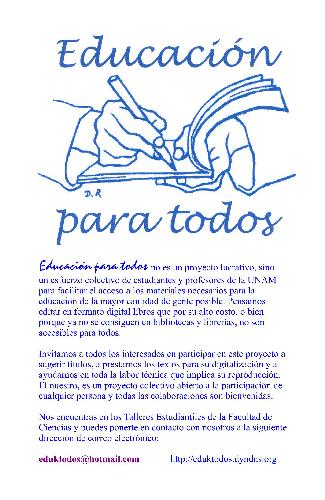 Educación
D.R
para todos
Educación para todos no es un proyecto lucrativo, sino
un esfuerzo colectivo de estudiantes y profesores de la UNAM
para facilitar el acceso a los materiales necesarios para la
educación de la mayor cantidad de gente posible. Pensamos
editar en formato digital libros que por su alto costo, o bien
porque ya no se consiguen en bibliotecas y librerías, no son
accesibles para todos.
Invitamos a todos los interesados en participar en este proyecto a
sugerir títulos, a prestarnos los textos para su digitalización y a
ayudarnos en toda la labor técnica que implica su reproducción.
El nuestro, es un proyecto colectivo abierto a la participación de
cualquier persona y todas las colaboraciones son bienvenidas.
Nos encuentras en los Talleres Estudiantiles de la Facultad de
Ciencias y puedes ponerte en contacto con nosotros a la siguiente
dirección de correo electrónico:
eduktodos@hotmail.com http://eduktodos.dyndns.org